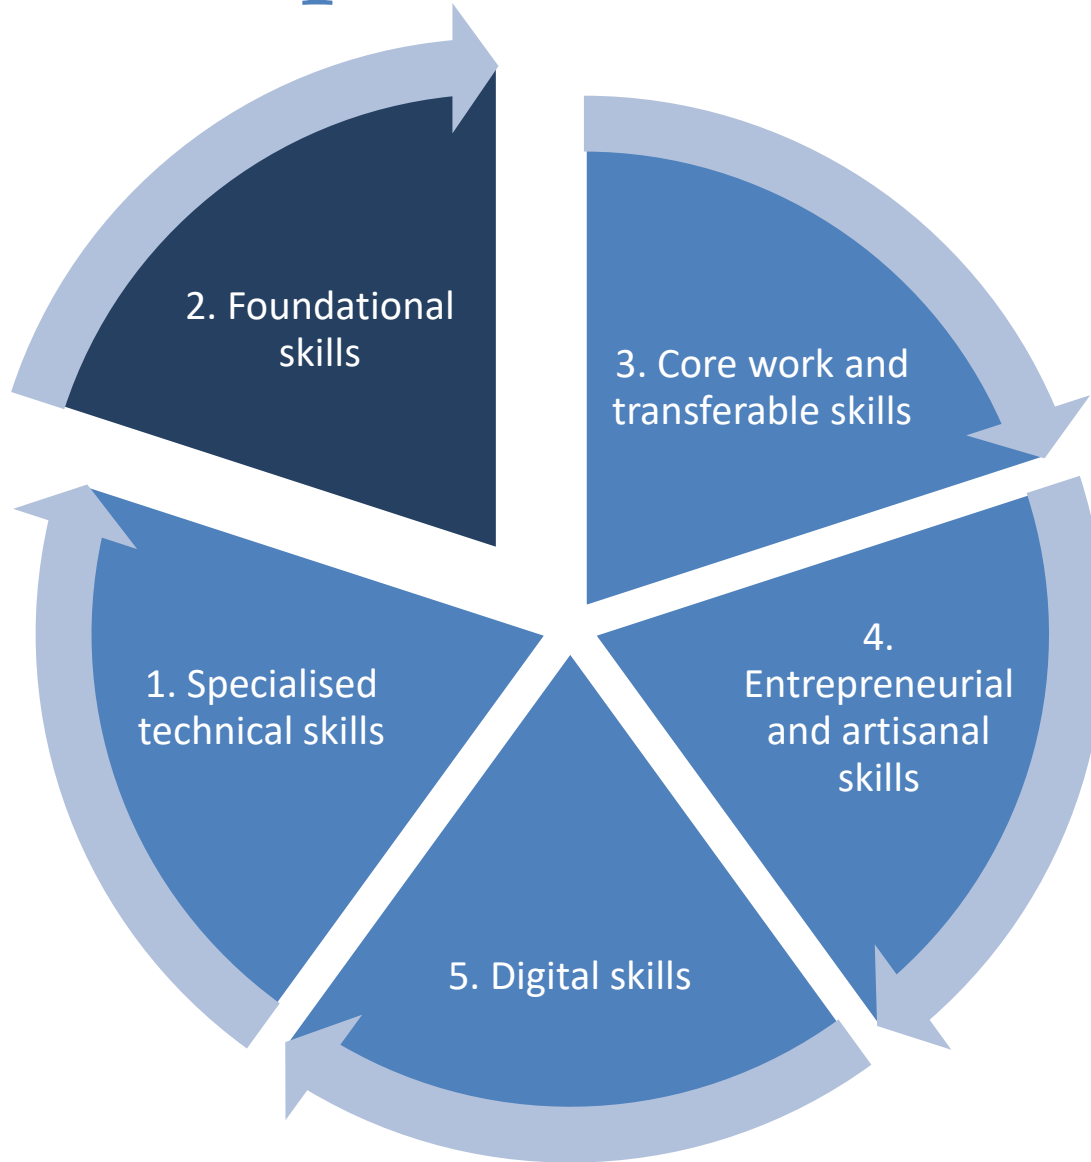 2. Foundational
skills
3. Core work and
transferable skills
4.
Entrepreneurial
and artisanal
skills
5. Digital skills
1. Specialised
technical skills